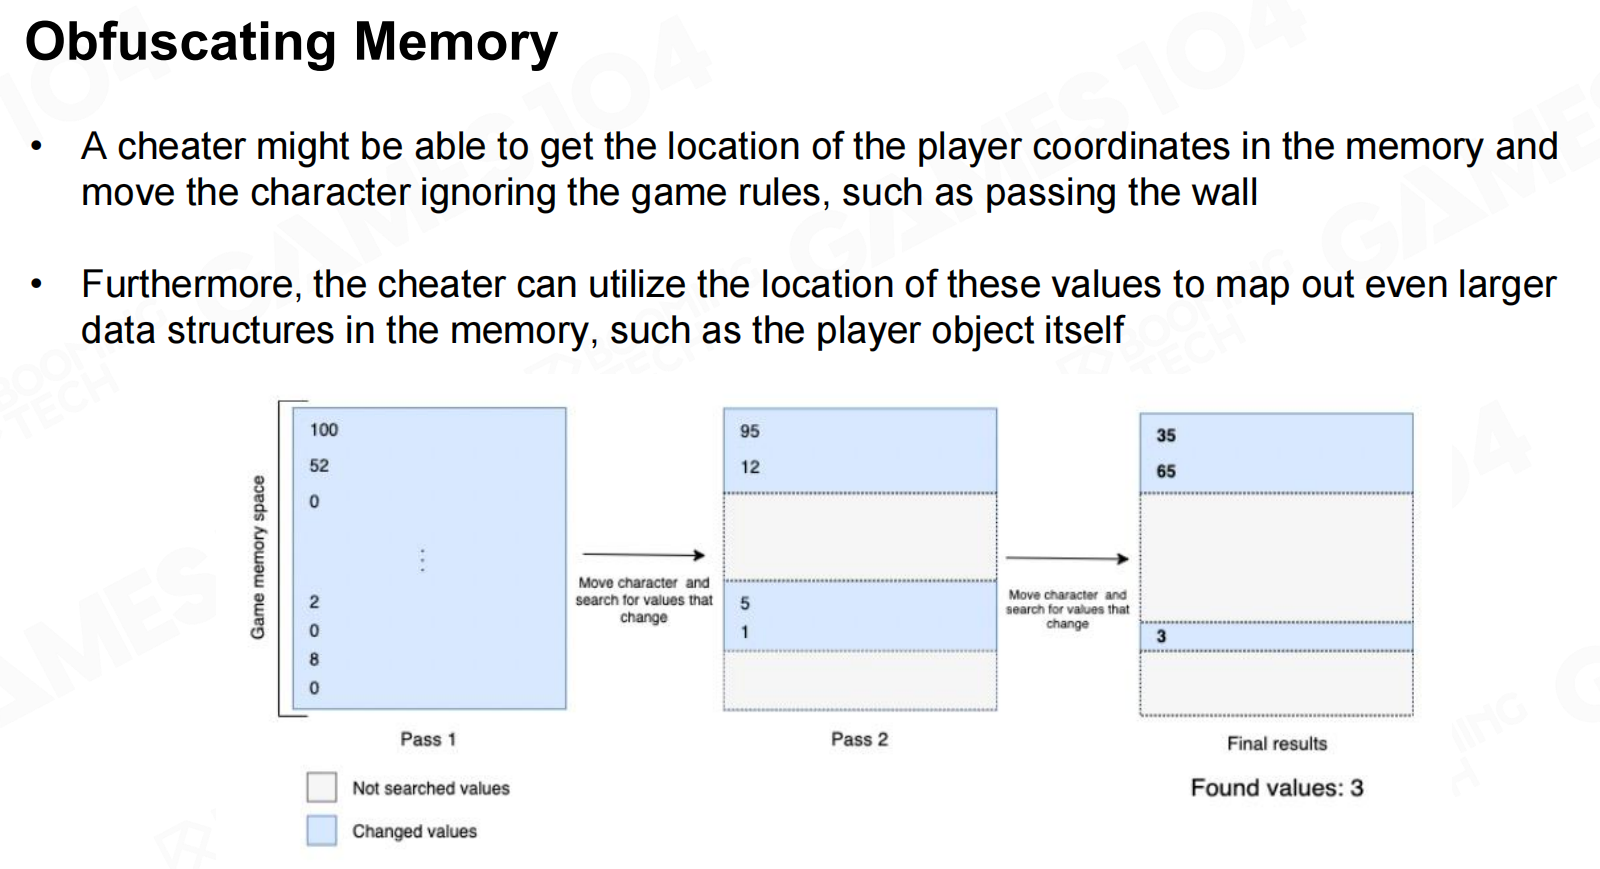 Obfuscating Memory
• A cheater might be able to get the location of the player coordinates in the memory and
move the character ignoring the game rules, such as passing the wall
• Furthermore, the cheater can utilize the location of these values to map out even larger
data structures in the memory, such as the player object itself
Game memory space
100
52
0
⋮
2
0
8
0
Pass 1
Move character and
search for values that
change
95
12
5
1
Pass 2
Move character and
search for values that
change
35
65
3
Final results
Found values: 3
Not searched values
Changed values
GAMES104
BOOMING
TECH